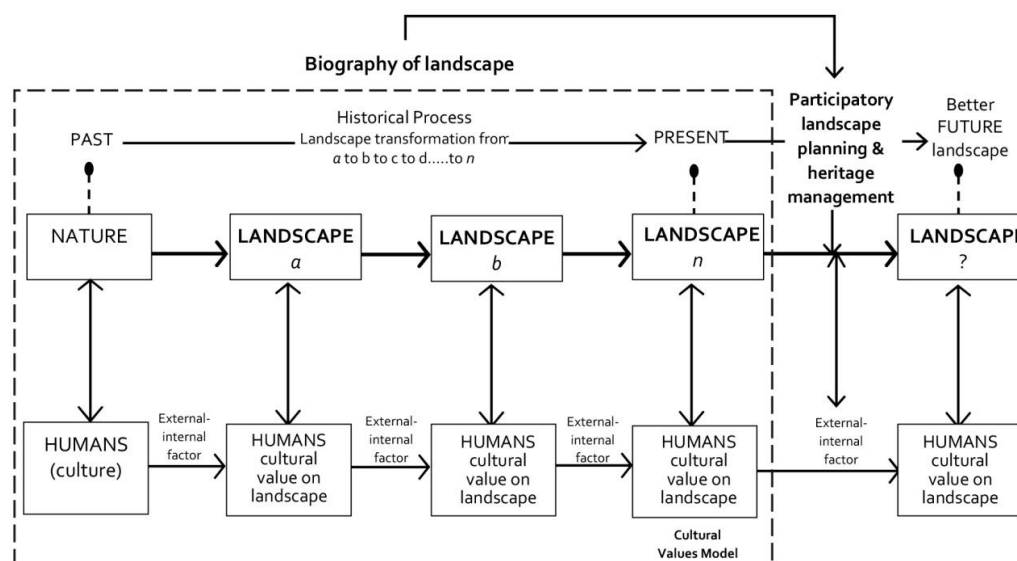 Biography of landscape
PAST
Historical Process
Landscape transformation from
a to b to c to d.....to n
PRESENT
Participatory
landscape
planning &
heritage
management
Better
FUTURE
landscape
NATURE
LANDSCAPE
a
LANDSCAPE
b
LANDSCAPE
n
LANDSCAPE
?
HUMANS
(culture)
External-
internal
factor
HUMANS
cultural
value on
landscape
External-
internal
factor
HUMANS
cultural
value on
landscape
External-
internal
factor
HUMANS
cultural
value on
landscape
Cultural
Values Model
External-
internal
factor
HUMANS
cultural
value on
landscape